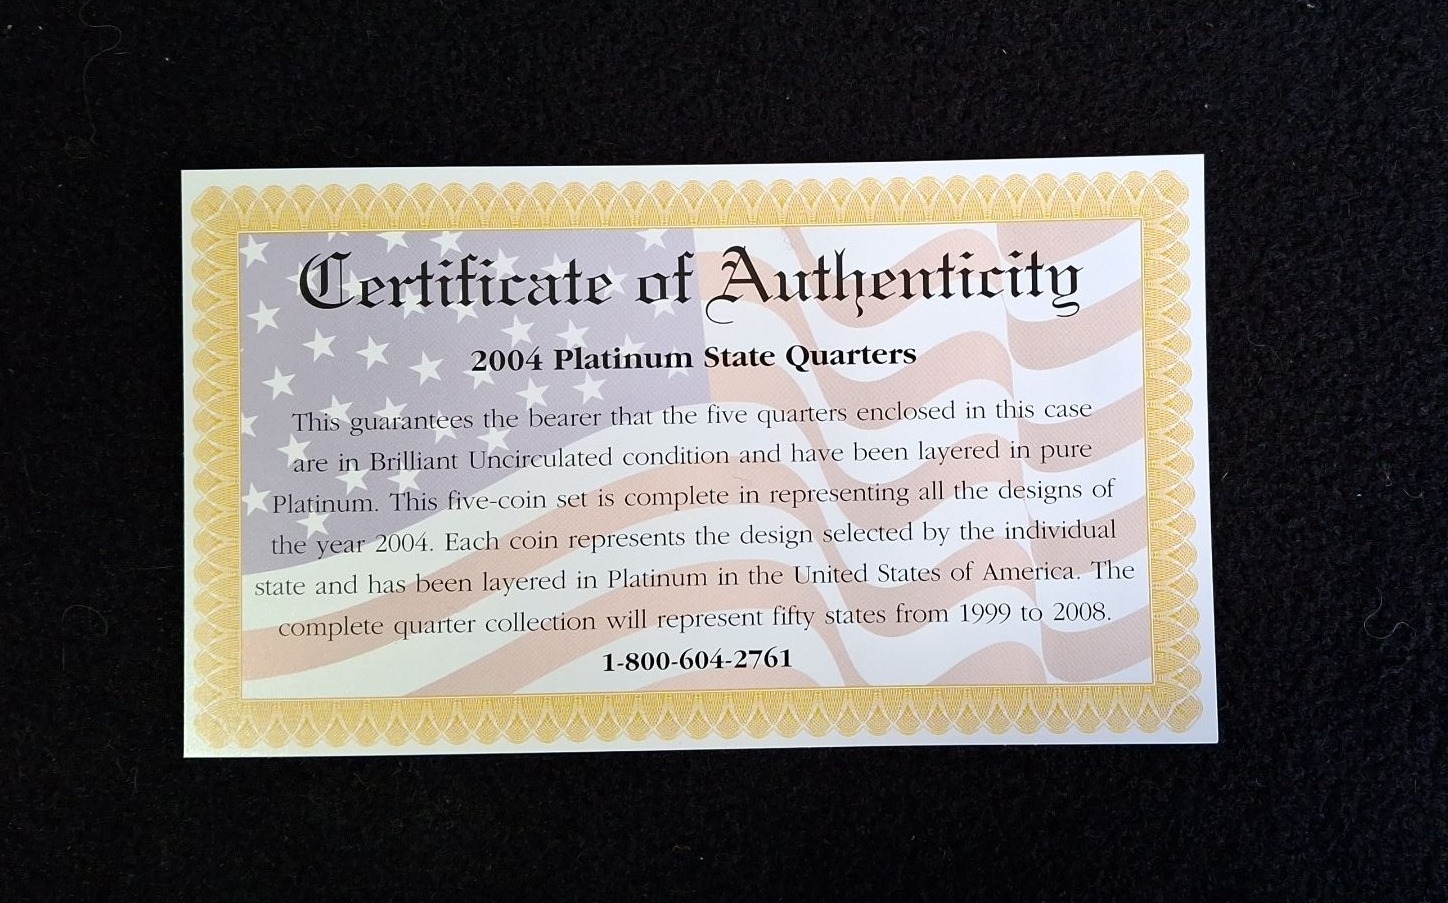 Certificate of Authenticity
2004 Platinum State Quarters
This guarantees the bearer that the five quarters enclosed in this case
are in Brilliant Uncirculated condition and have been layered in pure
Platinum. This five-coin set is complete in representing all the designs of
the year 2004. Each coin represents the design selected by the individual
state and has been layered in Platinum in the United States of America. The
complete quarter collection will represent fifty states from 1999 to 2008.
1-800-604-2761